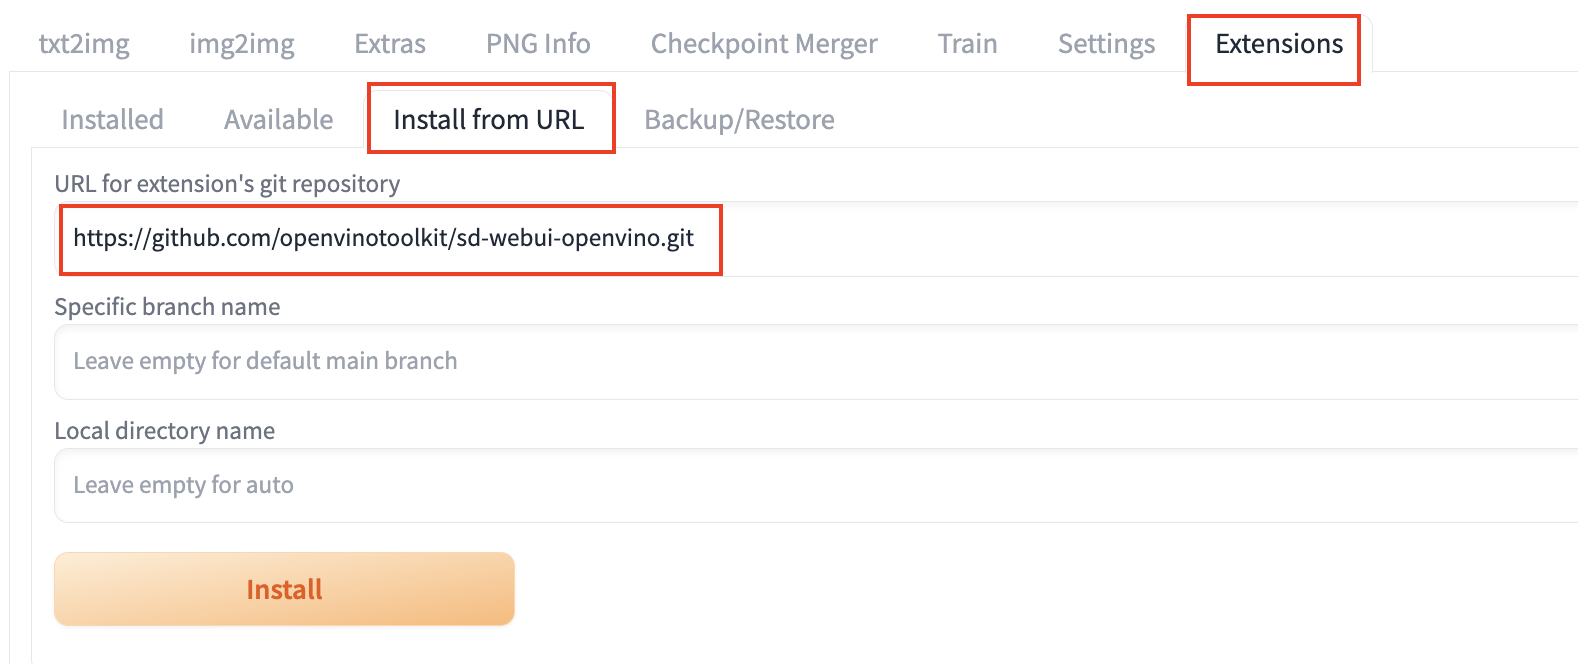 txt2img img2img Extras PNG Info Checkpoint Merger Train Settings Extensions
Installed Available Install from URL Backup/Restore
URL for extension's git repository
https://github.com/openvinotoolkit/sd-webui-openvino.git
Specific branch name
Leave empty for default main branch
Local directory name
Leave empty for auto
Install